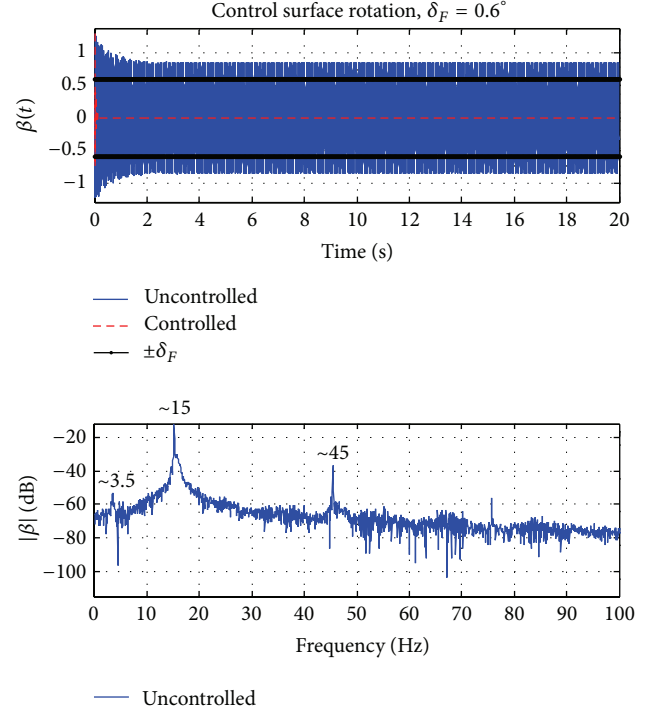 Control surface rotation, δ_F = 0.6°
1
0.5
0
−0.5
−1
β(t)
0 2 4 6 8 10 12 14 16 18 20
Time (s)
Uncontrolled
Controlled
±δ_F
~15
~45
~3.5
−20
−40
−60
−80
−100
|β| (dB)
0 10 20 30 40 50 60 70 80 90 100
Frequency (Hz)
Uncontrolled